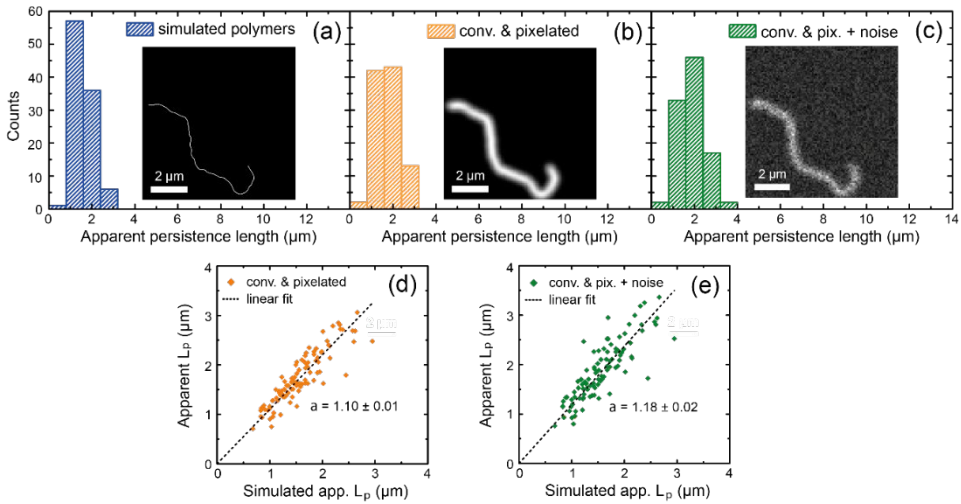 simulated polymers
(a)
conv. & pixelated
(b)
conv. & pix. + noise
(c)
60
50
40
30
20
10
0
Counts
2 μm
2 μm
2 μm
0 2 4 6 8 10 12
0 2 4 6 8 10 12
0 2 4 6 8 10 12 14
Apparent persistence length (μm)
Apparent persistence length (μm)
Apparent persistence length (μm)
conv. & pixelated
linear fit
(d)
2 μm
a = 1.10 ± 0.01
4
3
2
1
0
Apparent Lp (μm)
0 1 2 3 4
Simulated app. Lp (μm)
conv. & pix. + noise
linear fit
(e)
2 μm
a = 1.18 ± 0.02
4
3
2
1
0
Apparent Lp (μm)
0 1 2 3 4
Simulated app. Lp (μm)